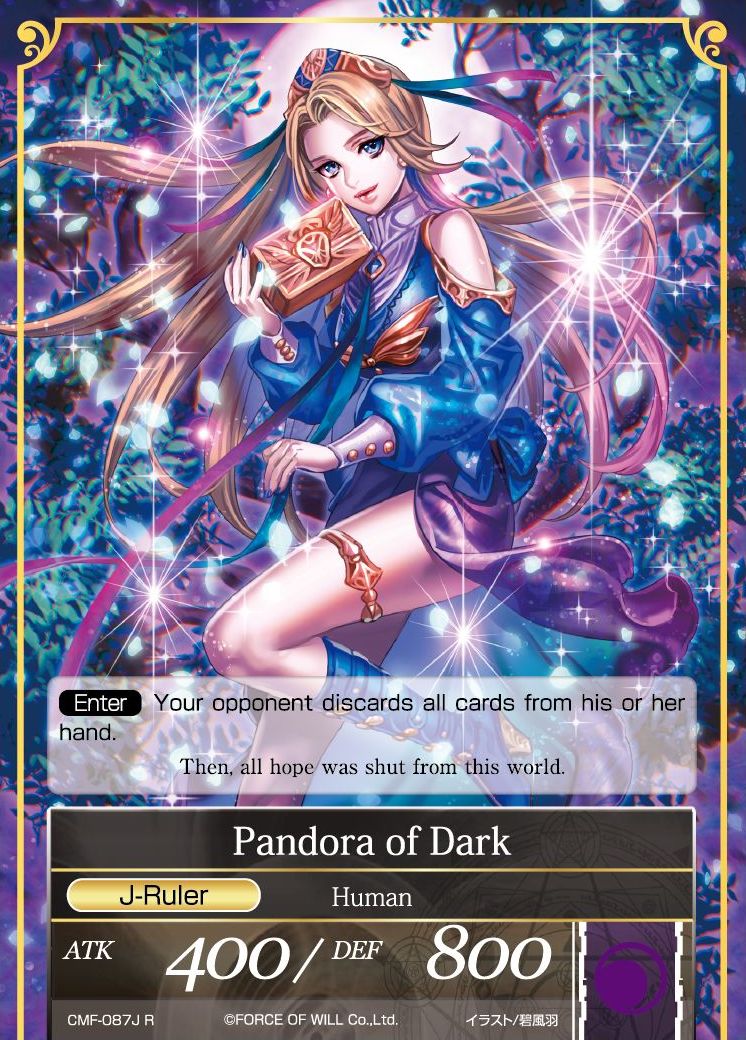 Enter Your opponent discards all cards from his or her
hand.
Then, all hope was shut from this world.
Pandora of Dark
J-Ruler Human
ATK 400 / DEF 800
CMF-087J R ©FORCE OF WILL Co.,Ltd. イラスト/碧風羽